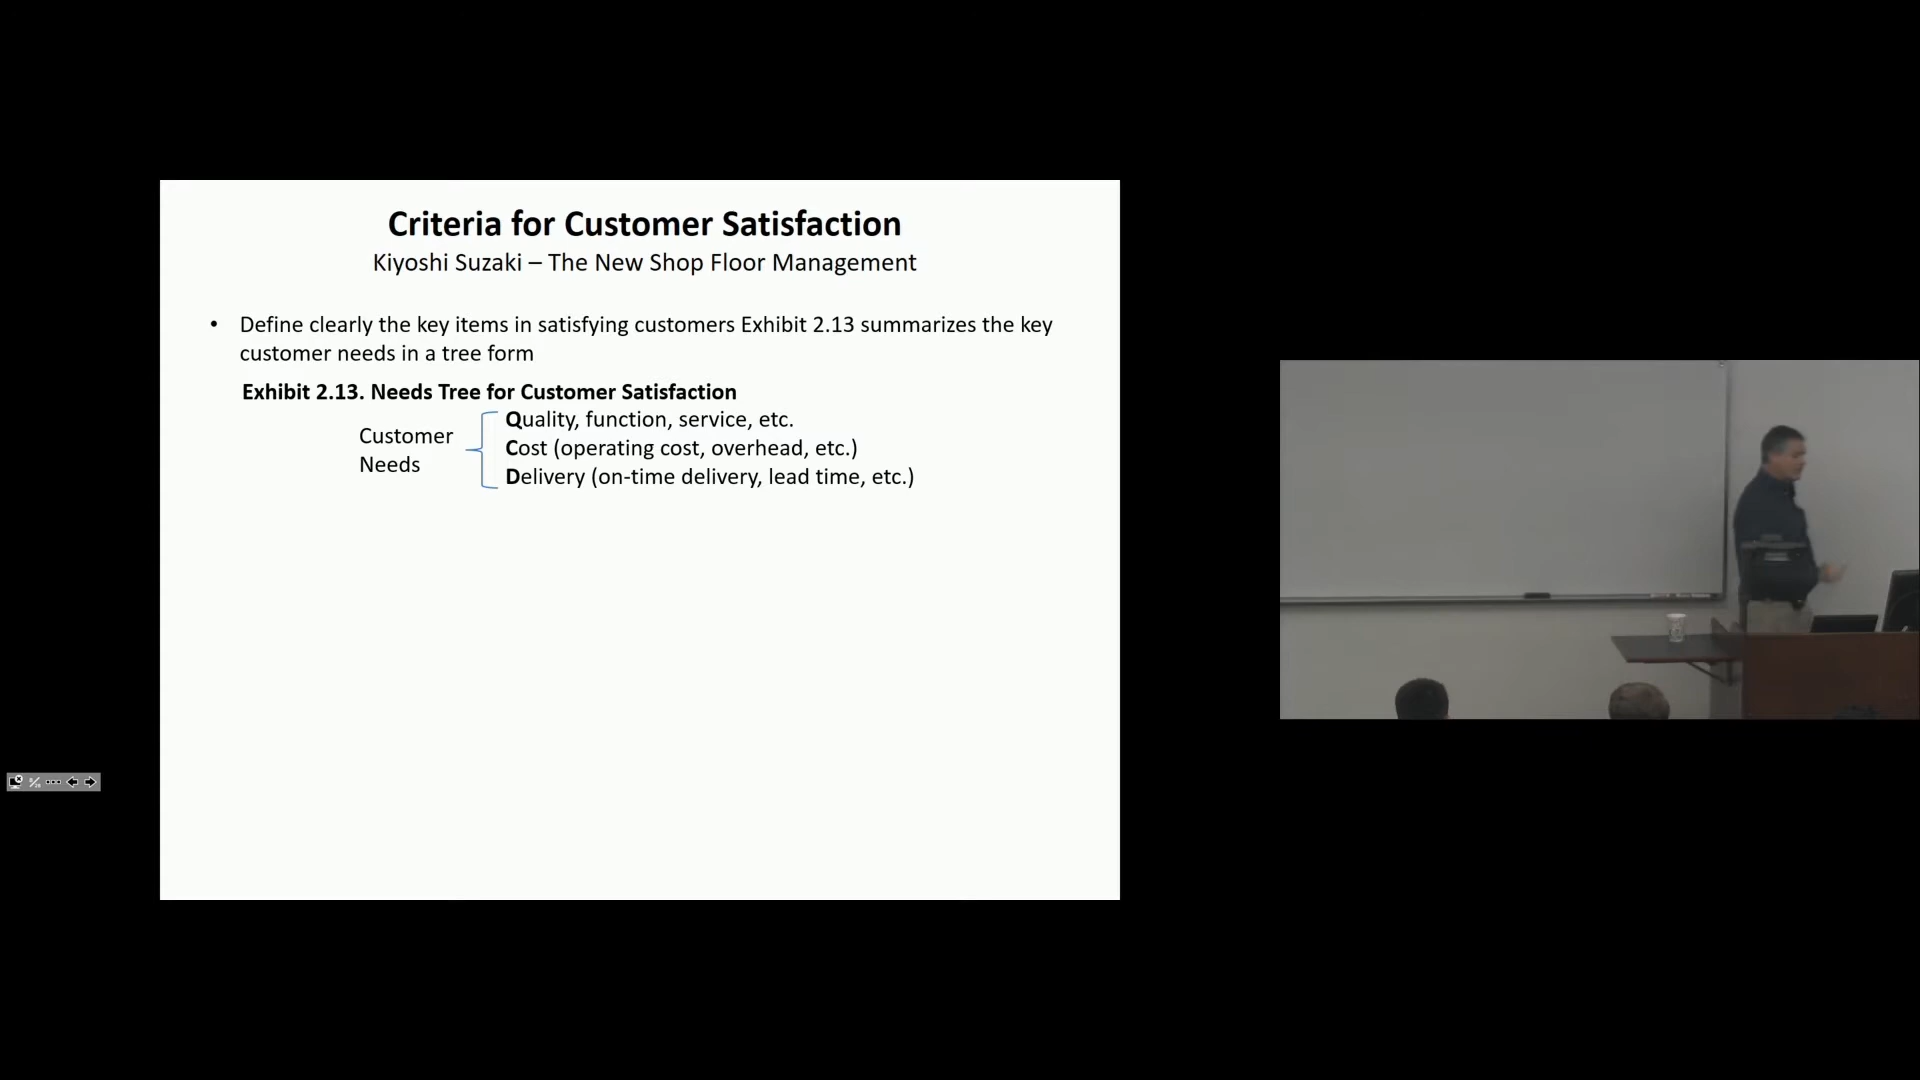 Criteria for Customer Satisfaction
Kiyoshi Suzaki – The New Shop Floor Management
• Define clearly the key items in satisfying customers Exhibit 2.13 summarizes the key
customer needs in a tree form
Exhibit 2.13. Needs Tree for Customer Satisfaction
Customer
Needs
Quality, function, service, etc.
Cost (operating cost, overhead, etc.)
Delivery (on-time delivery, lead time, etc.)